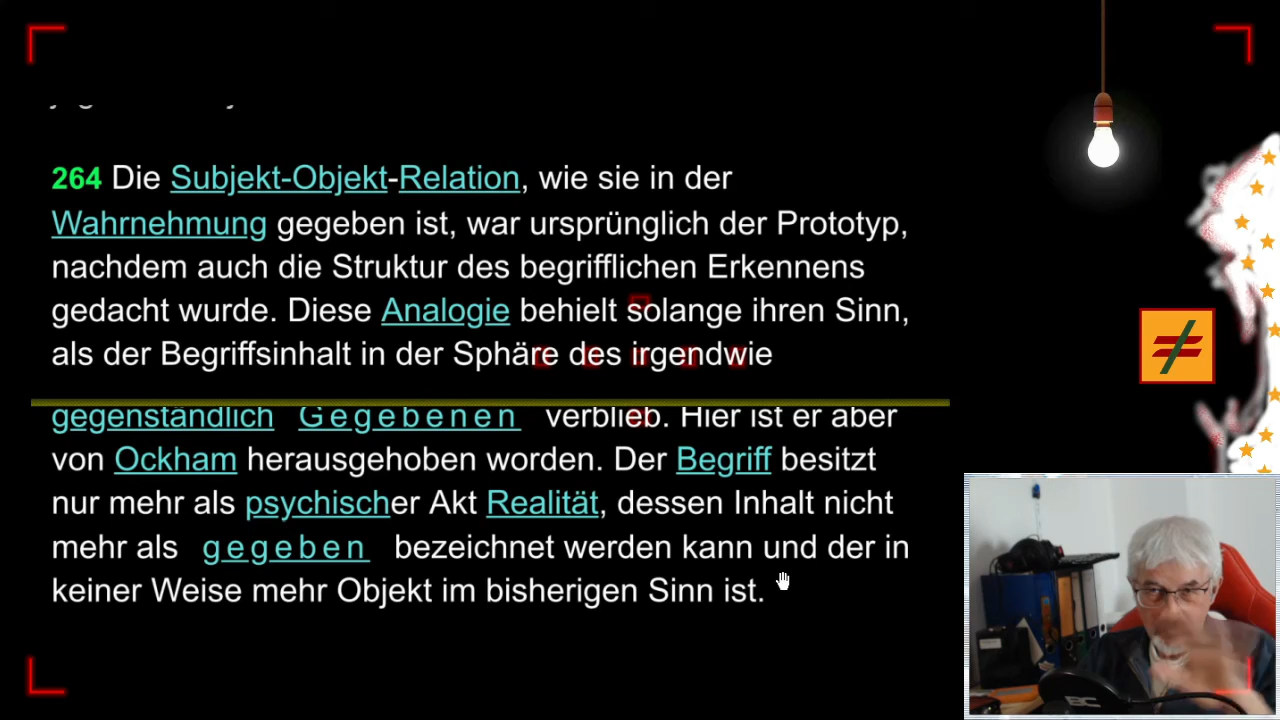 264 Die Subjekt-Objekt-Relation, wie sie in der
Wahrnehmung gegeben ist, war ursprünglich der Prototyp,
nachdem auch die Struktur des begrifflichen Erkennens
gedacht wurde. Diese Analogie behielt solange ihren Sinn,
als der Begriffsinhalt in der Sphäre des irgendwie
gegenständlich Gegebenen verblieb. Hier ist er aber
von Ockham herausgehoben worden. Der Begriff besitzt
nur mehr als psychischer Akt Realität, dessen Inhalt nicht
mehr als gegeben bezeichnet werden kann und der in
keiner Weise mehr Objekt im bisherigen Sinn ist.
≠